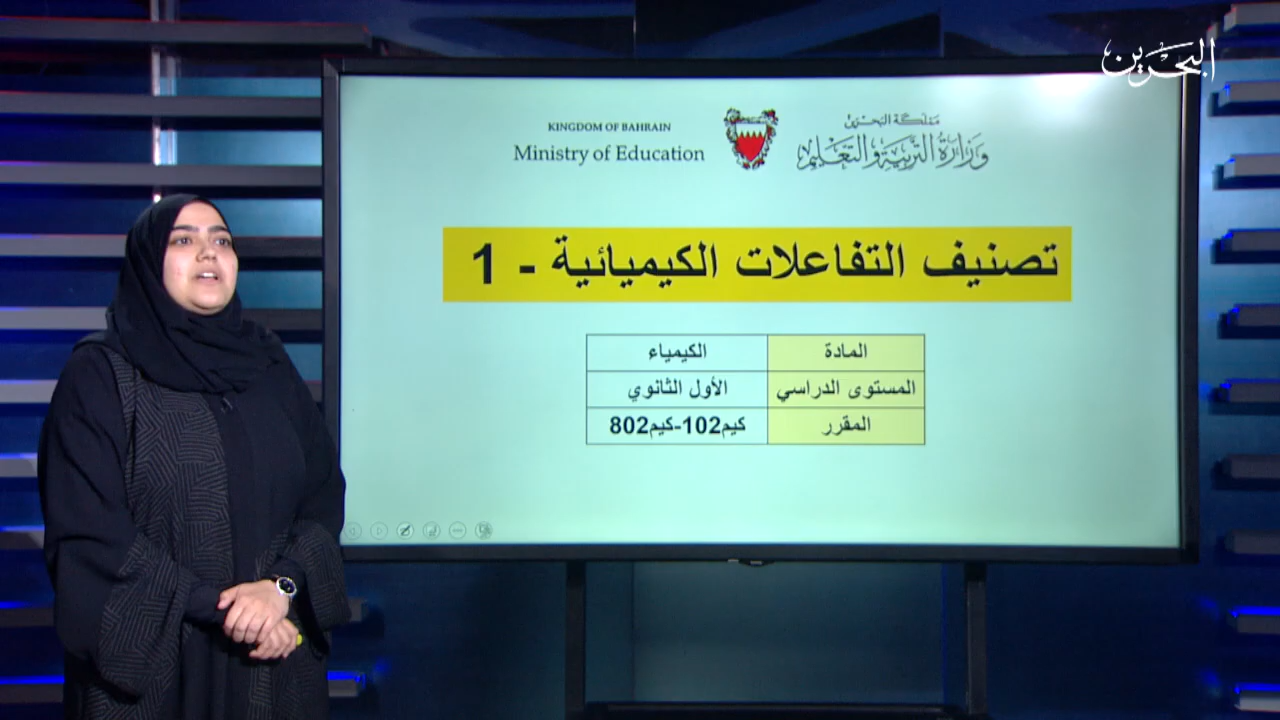 البحرين
مملكة البحرين
وزارة التربية والتعليم
KINGDOM OF BAHRAIN
Ministry of Education
تصنيف التفاعلات الكيميائية - 1
المادة الكيمياء
المستوى الدراسي الأول الثانوي
المقرر كيم102-كيم802